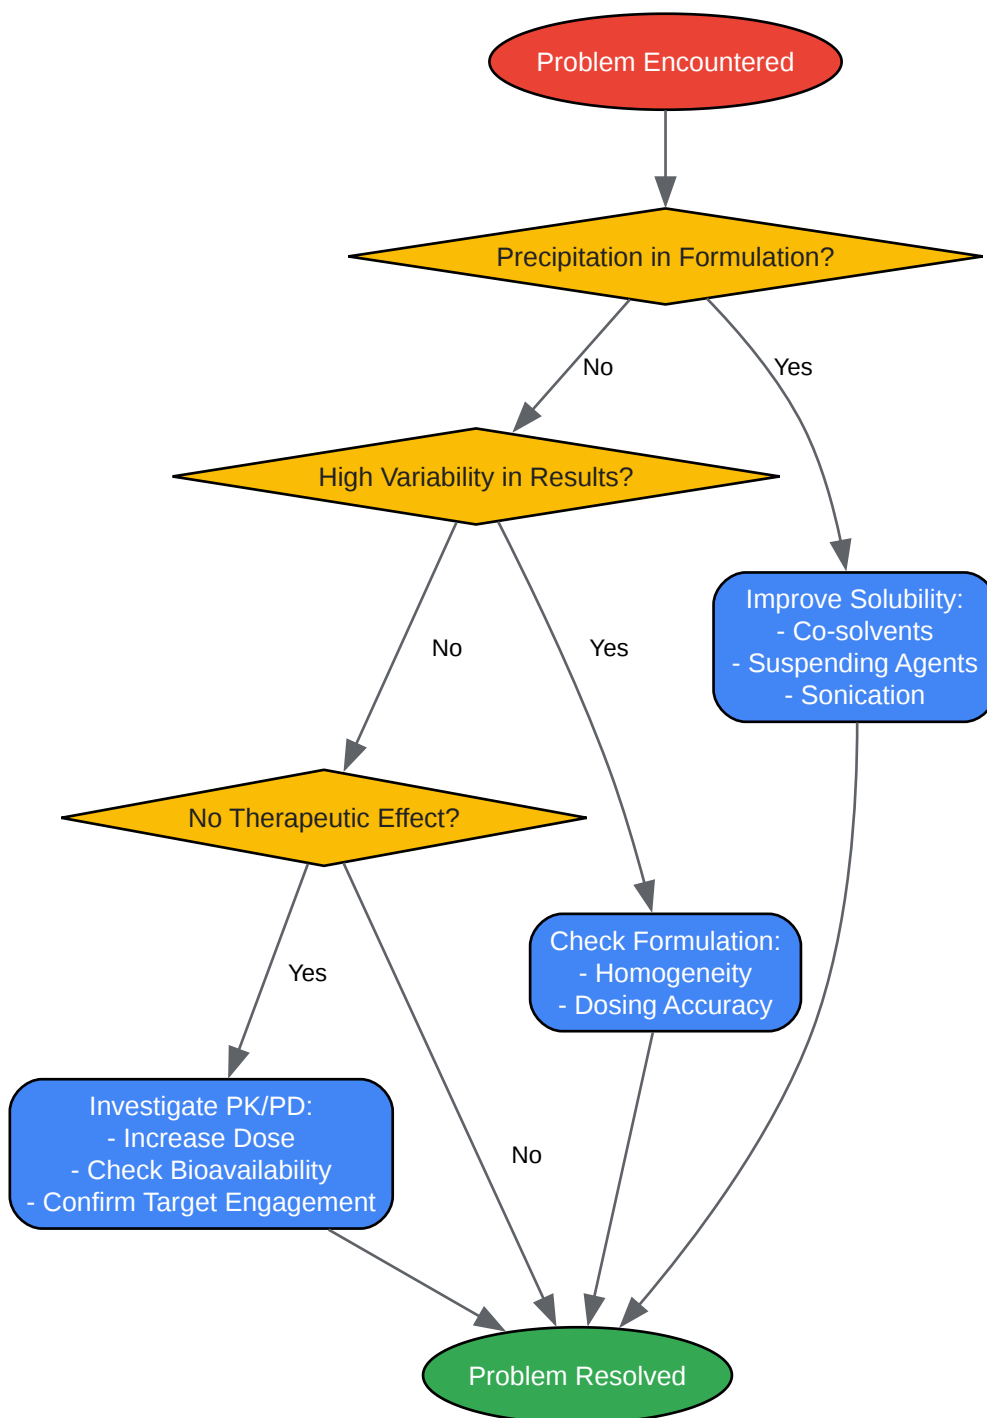 Problem Encountered
Precipitation in Formulation?
No
Yes
High Variability in Results?
Improve Solubility:
- Co-solvents
- Suspending Agents
- Sonication
No
Yes
No Therapeutic Effect?
Check Formulation:
- Homogeneity
- Dosing Accuracy
Yes
Investigate PK/PD:
- Increase Dose
- Check Bioavailability
- Confirm Target Engagement
No
Problem Resolved